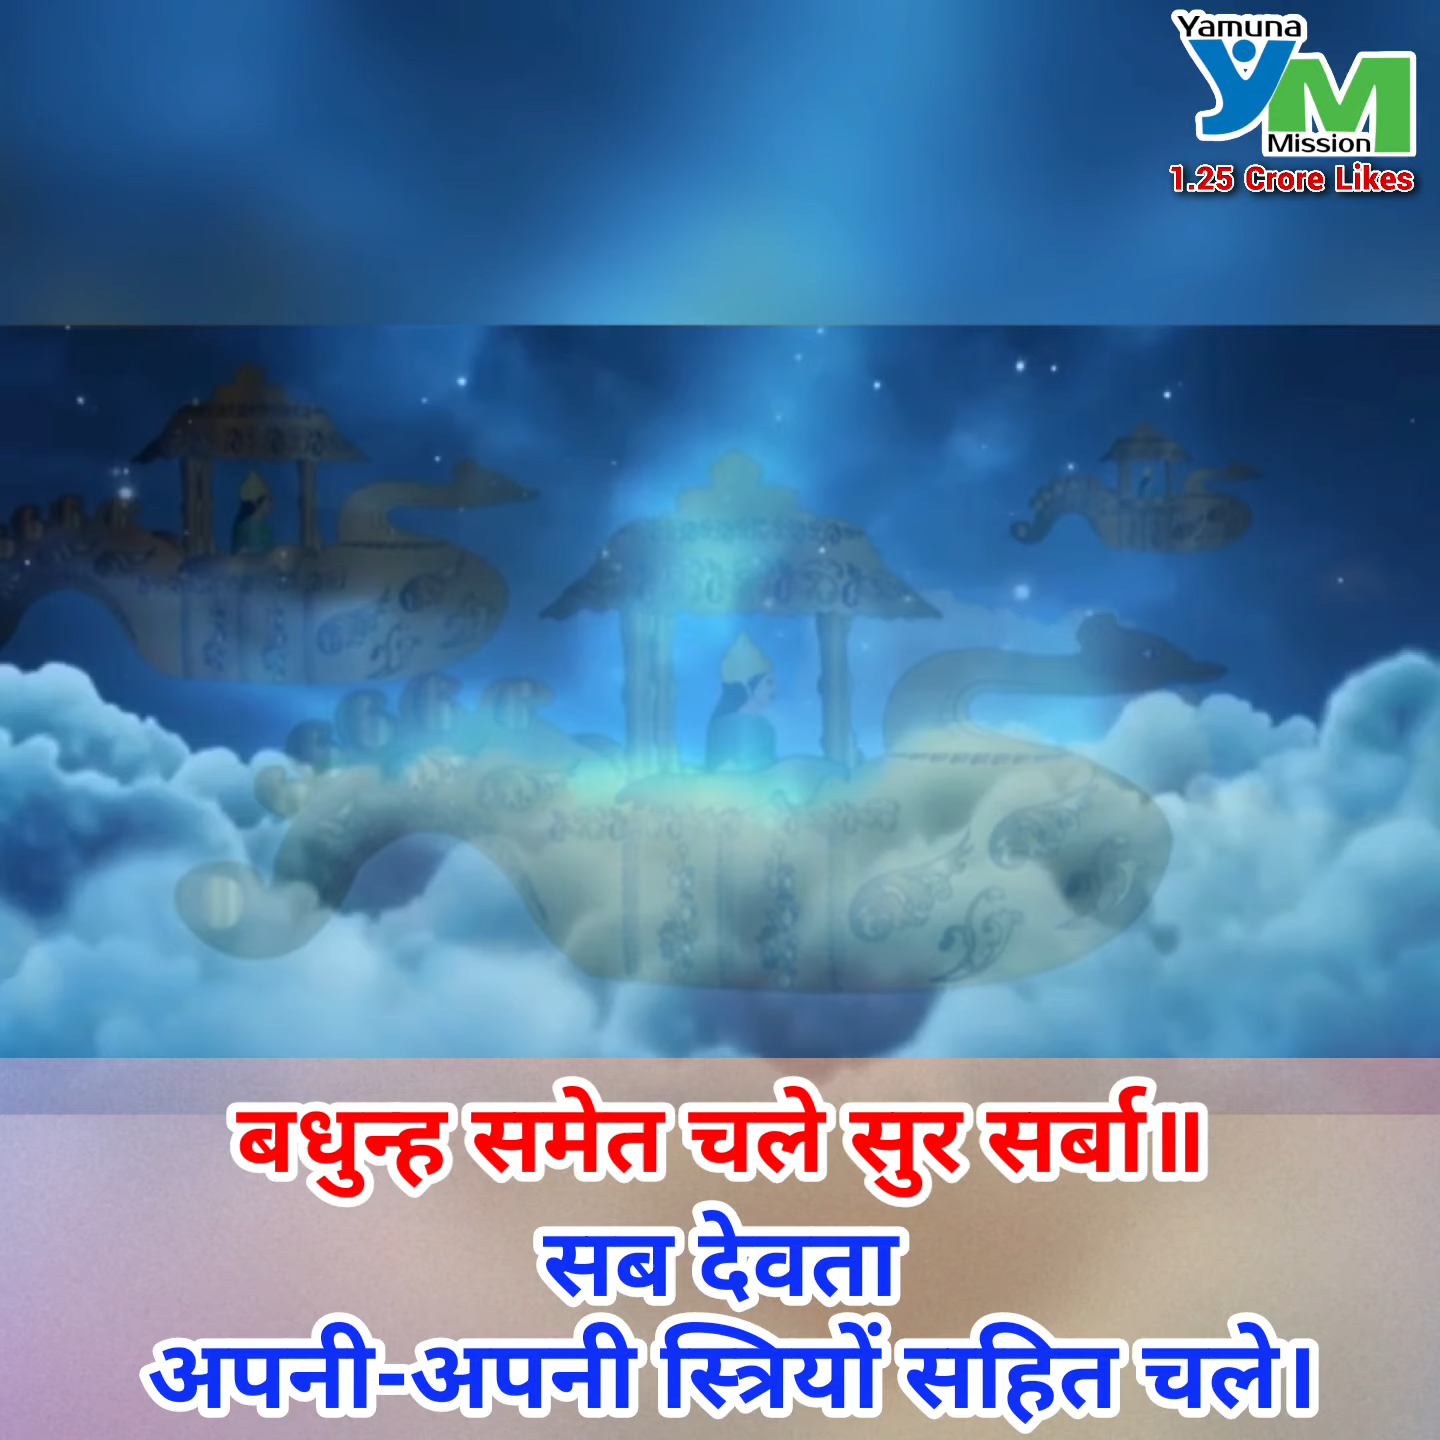 Yamuna
YM
Mission
1.25 Crore Likes
बधुन्ह समेत चले सुर सर्बा॥
सब देवता
अपनी-अपनी स्त्रियों सहित चले।